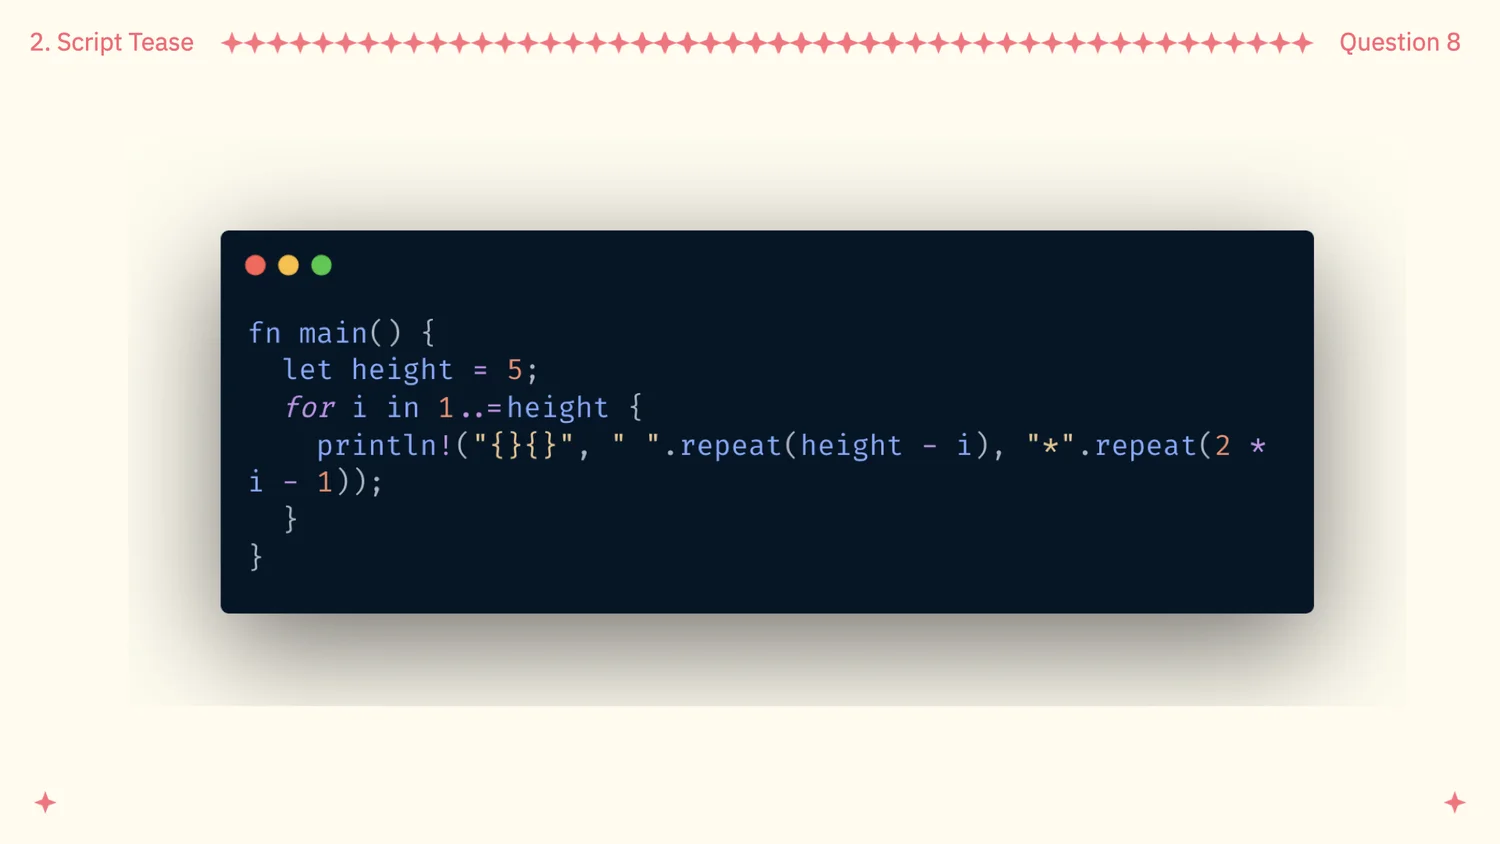 2. Script Tease
Question 8
fn main() {
  let height = 5;
  for i in 1..=height {
    println!("{}{}", " ".repeat(height - i), "*".repeat(2 *
i - 1));
  }
}